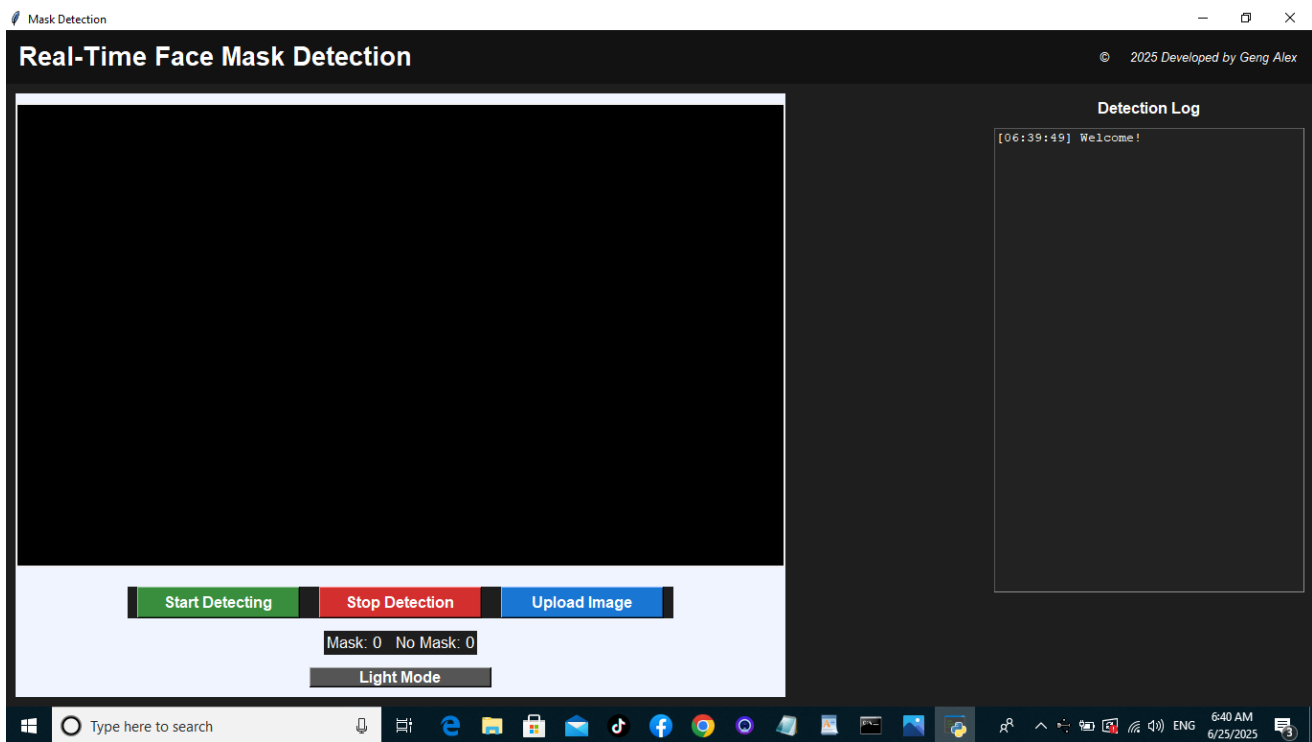 Mask Detection
Real-Time Face Mask Detection
© 2025 Developed by Geng Alex
Detection Log
[06:39:49] Welcome!
Start Detecting
Stop Detection
Upload Image
Mask: 0 No Mask: 0
Light Mode
Type here to search
ENG
6:40 AM
6/25/2025
3